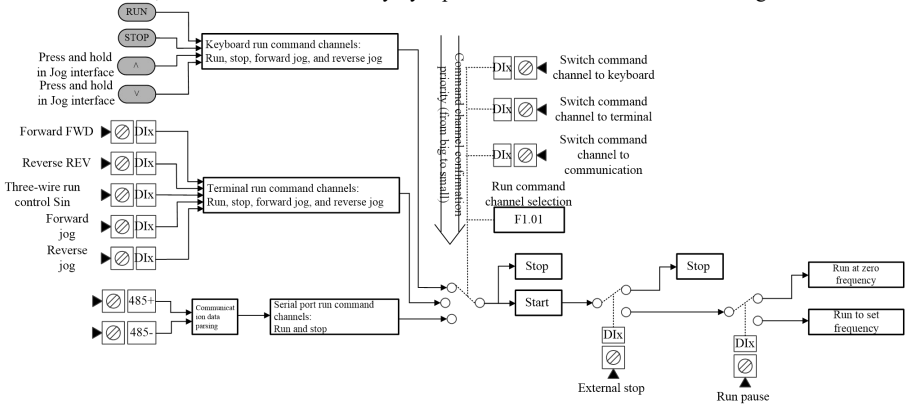 RUN
STOP
Press and hold
in Jog interface
^
Press and hold
in Jog interface
v
Keyboard run command channels:
Run, stop, forward jog, and reverse jog
Forward FWD
DIx
Reverse REV
DIx
Three-wire run
control Sin
DIx
Forward
jog
DIx
Reverse
jog
DIx
Terminal run command channels:
Run, stop, forward jog, and reverse jog
485+
485-
Communicat
ion data
parsing
Serial port run command
channels:
Run and stop
Command channel confirmation
priority (from big to small)
DIx
Switch command
channel to keyboard
DIx
Switch command
channel to terminal
DIx
Switch command
channel to
communication
Run command
channel selection
F1.01
Stop
Start
Stop
DIx
External stop
Run at zero
frequency
Run to set
frequency
DIx
Run pause